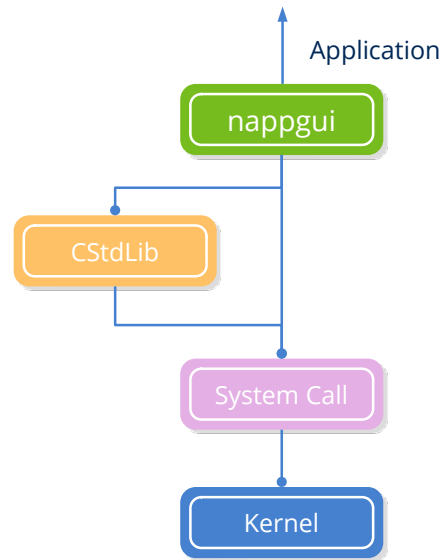 Application
nappgui
CStdLib
System Call
Kernel